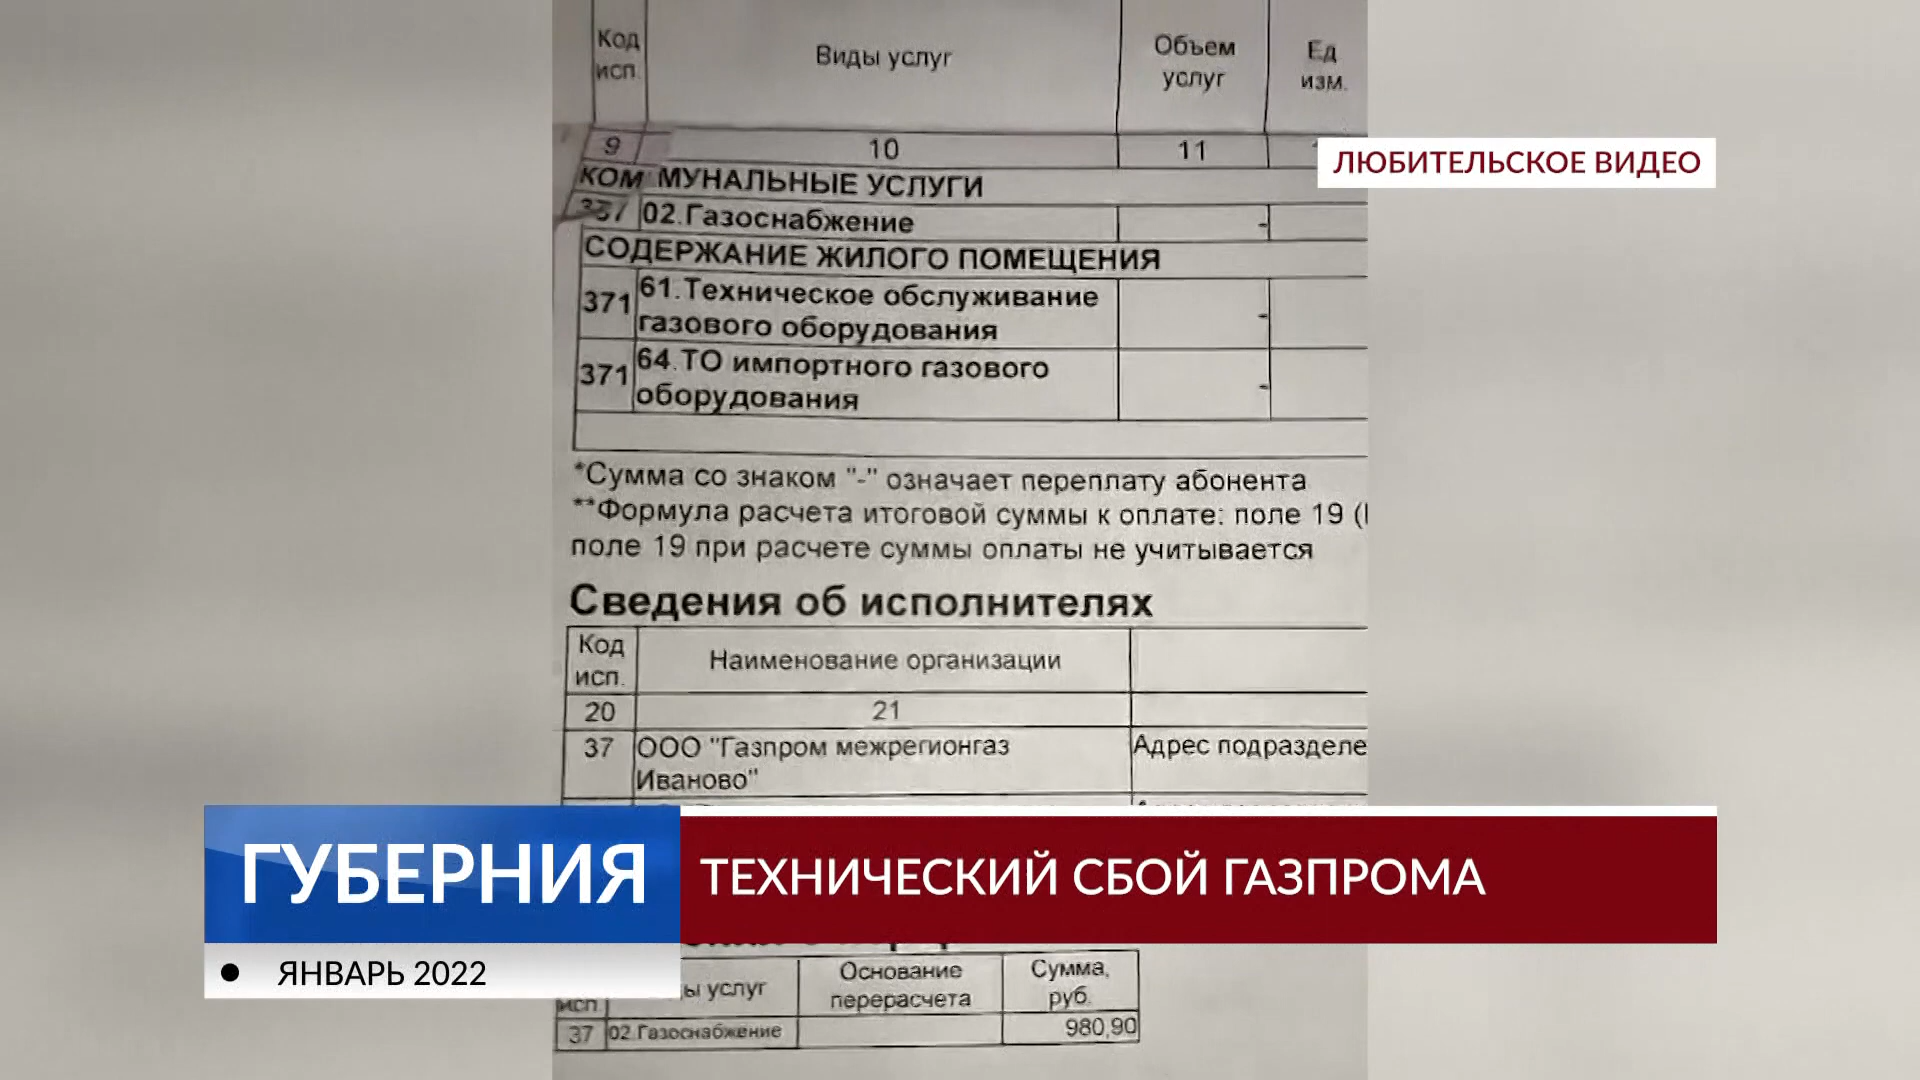 Код
исп.
Виды услуг
Объем
услуг
Ед
изм.
9
10
11
ЛЮБИТЕЛЬСКОЕ ВИДЕО
КОММУНАЛЬНЫЕ УСЛУГИ
02.Газоснабжение
-
СОДЕРЖАНИЕ ЖИЛОГО ПОМЕЩЕНИЯ
371
61.Техническое обслуживание
газового оборудования
-
371
64.ТО импортного газового
оборудования
-
*Сумма со знаком "-" означает переплату абонента
**Формула расчета итоговой суммы к оплате: поле 19 (
поле 19 при расчете суммы оплаты не учитывается
Сведения об исполнителях
Код
исп.
Наименование организации
20
21
37
ООО "Газпром межрегионгаз
Иваново"
Адрес подразделе
ГУБЕРНИЯ
ТЕХНИЧЕСКИЙ СБОЙ ГАЗПРОМА
ЯНВАРЬ 2022
исп.
ы услуг
Основание
перерасчета
Сумма,
руб.
37
02.Газоснабжение
980,90